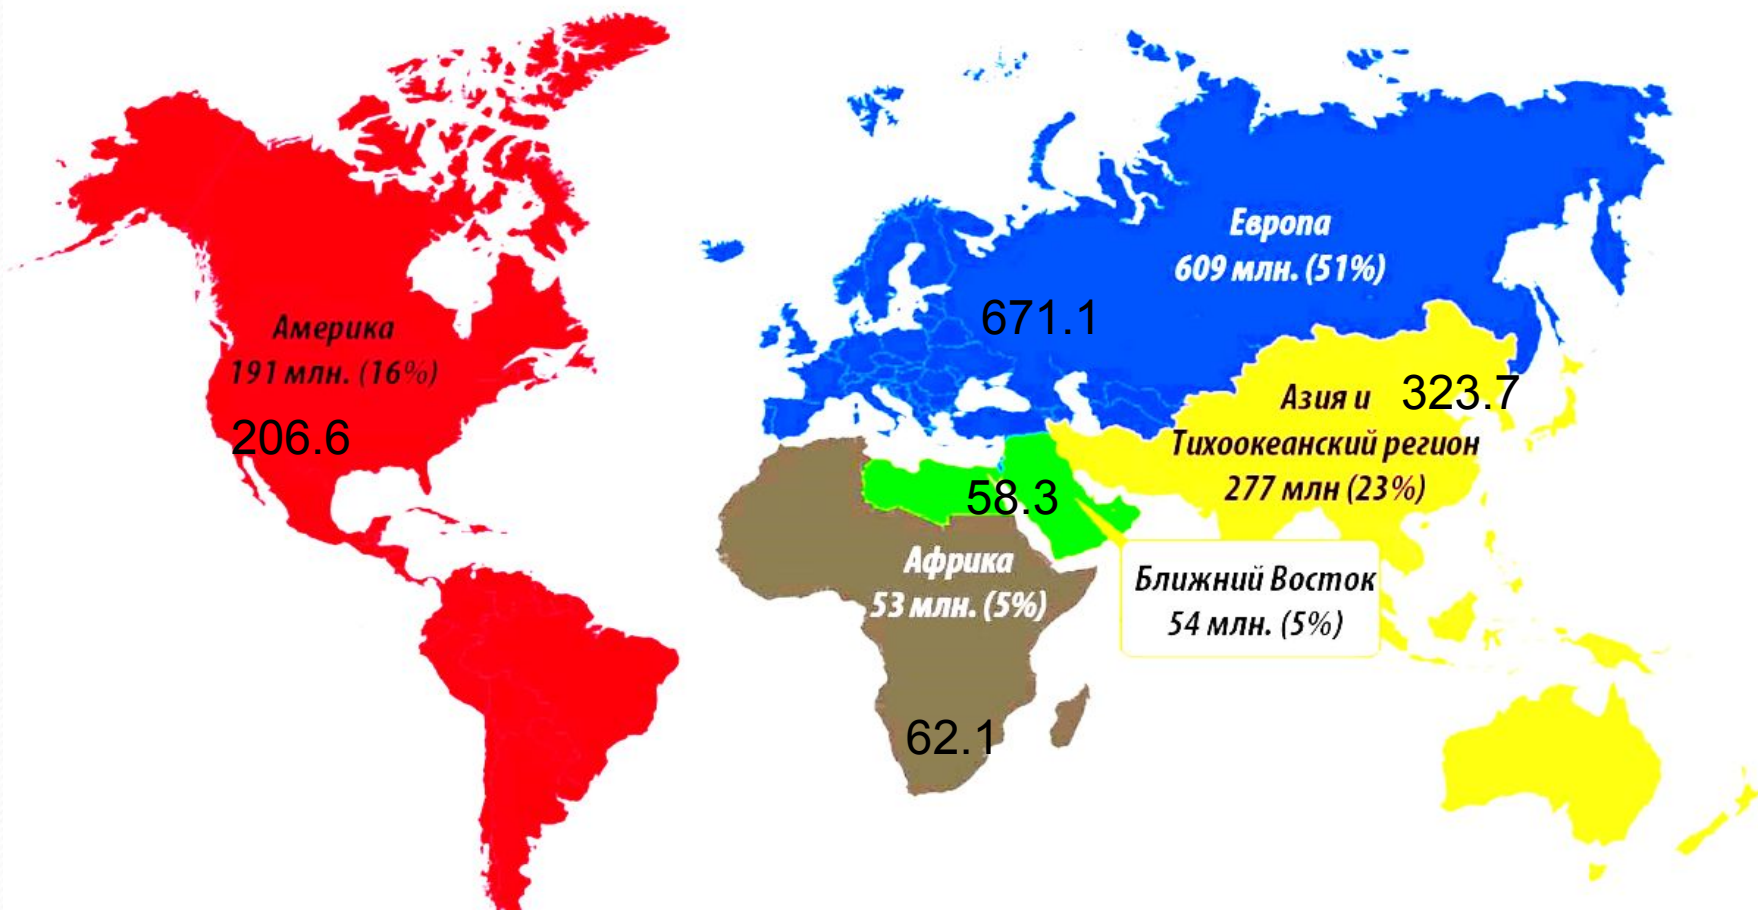 Америка
191 млн. (16%)
206.6
Европа
609 млн. (51%)
671.1
Азия и
323.7
Тихоокеанский регион
277 млн (23%)
58.3
Ближний Восток
54 млн. (5%)
Африка
53 млн. (5%)
62.1